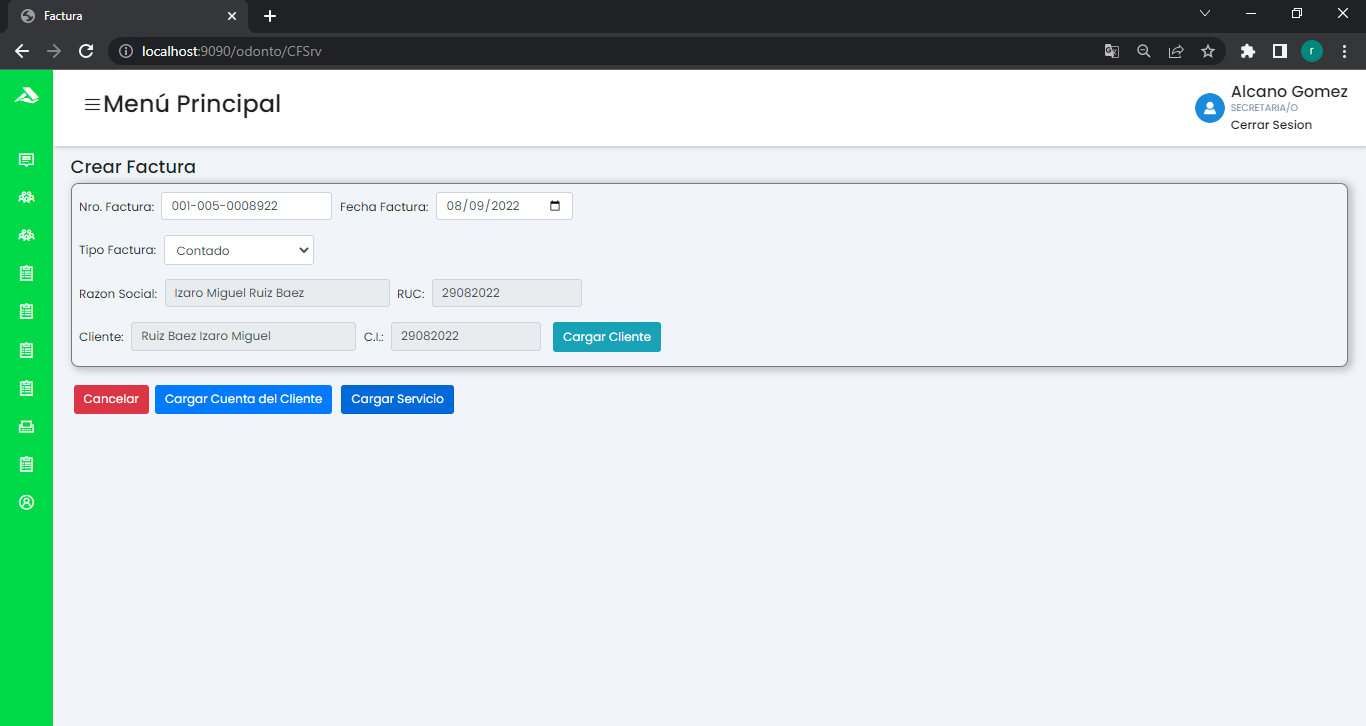 Factura
localhost:9090/odonto/CFSrv
r
Menú Principal
Alcano Gomez
SECRETARIA/O
Cerrar Sesion
Crear Factura
Nro. Factura: 001-005-0008922 Fecha Factura: 08/09/2022
Tipo Factura: Contado
Razon Social: Izaro Miguel Ruiz Baez RUC: 29082022
Cliente: Ruiz Baez Izaro Miguel C.I.: 29082022 Cargar Cliente
Cancelar Cargar Cuenta del Cliente Cargar Servicio